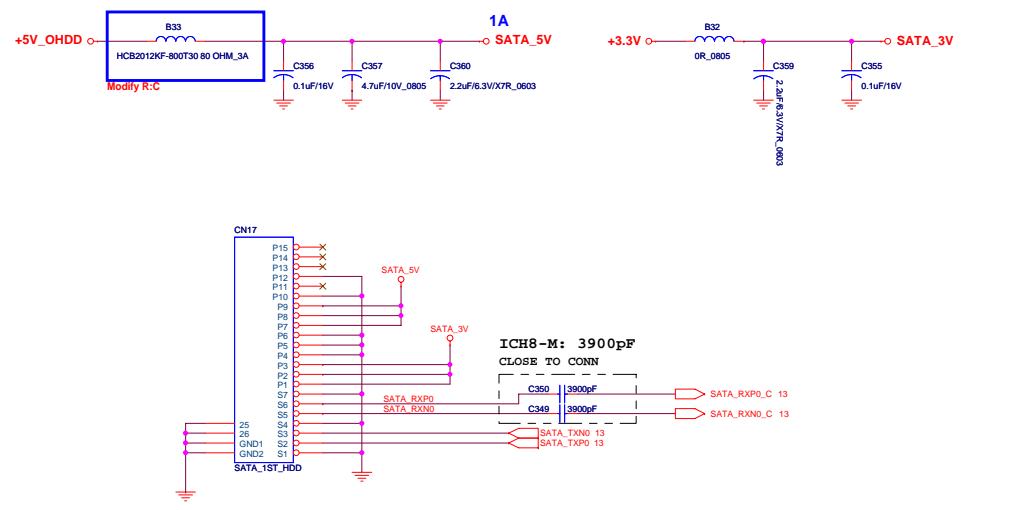 1A
B33
B32
+5V_OHDD
SATA_5V
+3.3V
SATA_3V
HCB2012KF-800T30 80 OHM_3A
0R_0805
C356
C357
C360
C359
C355
Modify R:C
0.1uF/16V
4.7uF/10V_0805
2.2uF/6.3V/X7R_0603
2.2uF/6.3V/X7R_0603
0.1uF/16V
CN17
P15
P14
P13
P12
P11
P10
P9
P8
P7
P6
P5
P4
P3
P2
P1
S7
S6
S5
S4
S3
S2
S1
25
26
GND1
GND2
SATA_1ST_HDD
SATA_5V
SATA_3V
ICH8-M: 3900pF
CLOSE TO CONN
C350
3900pF
SATA_RXP0
SATA_RXP0_C 13
SATA_RXN0
C349
3900pF
SATA_RXN0_C 13
SATA_TXN0 13
SATA_TXP0 13